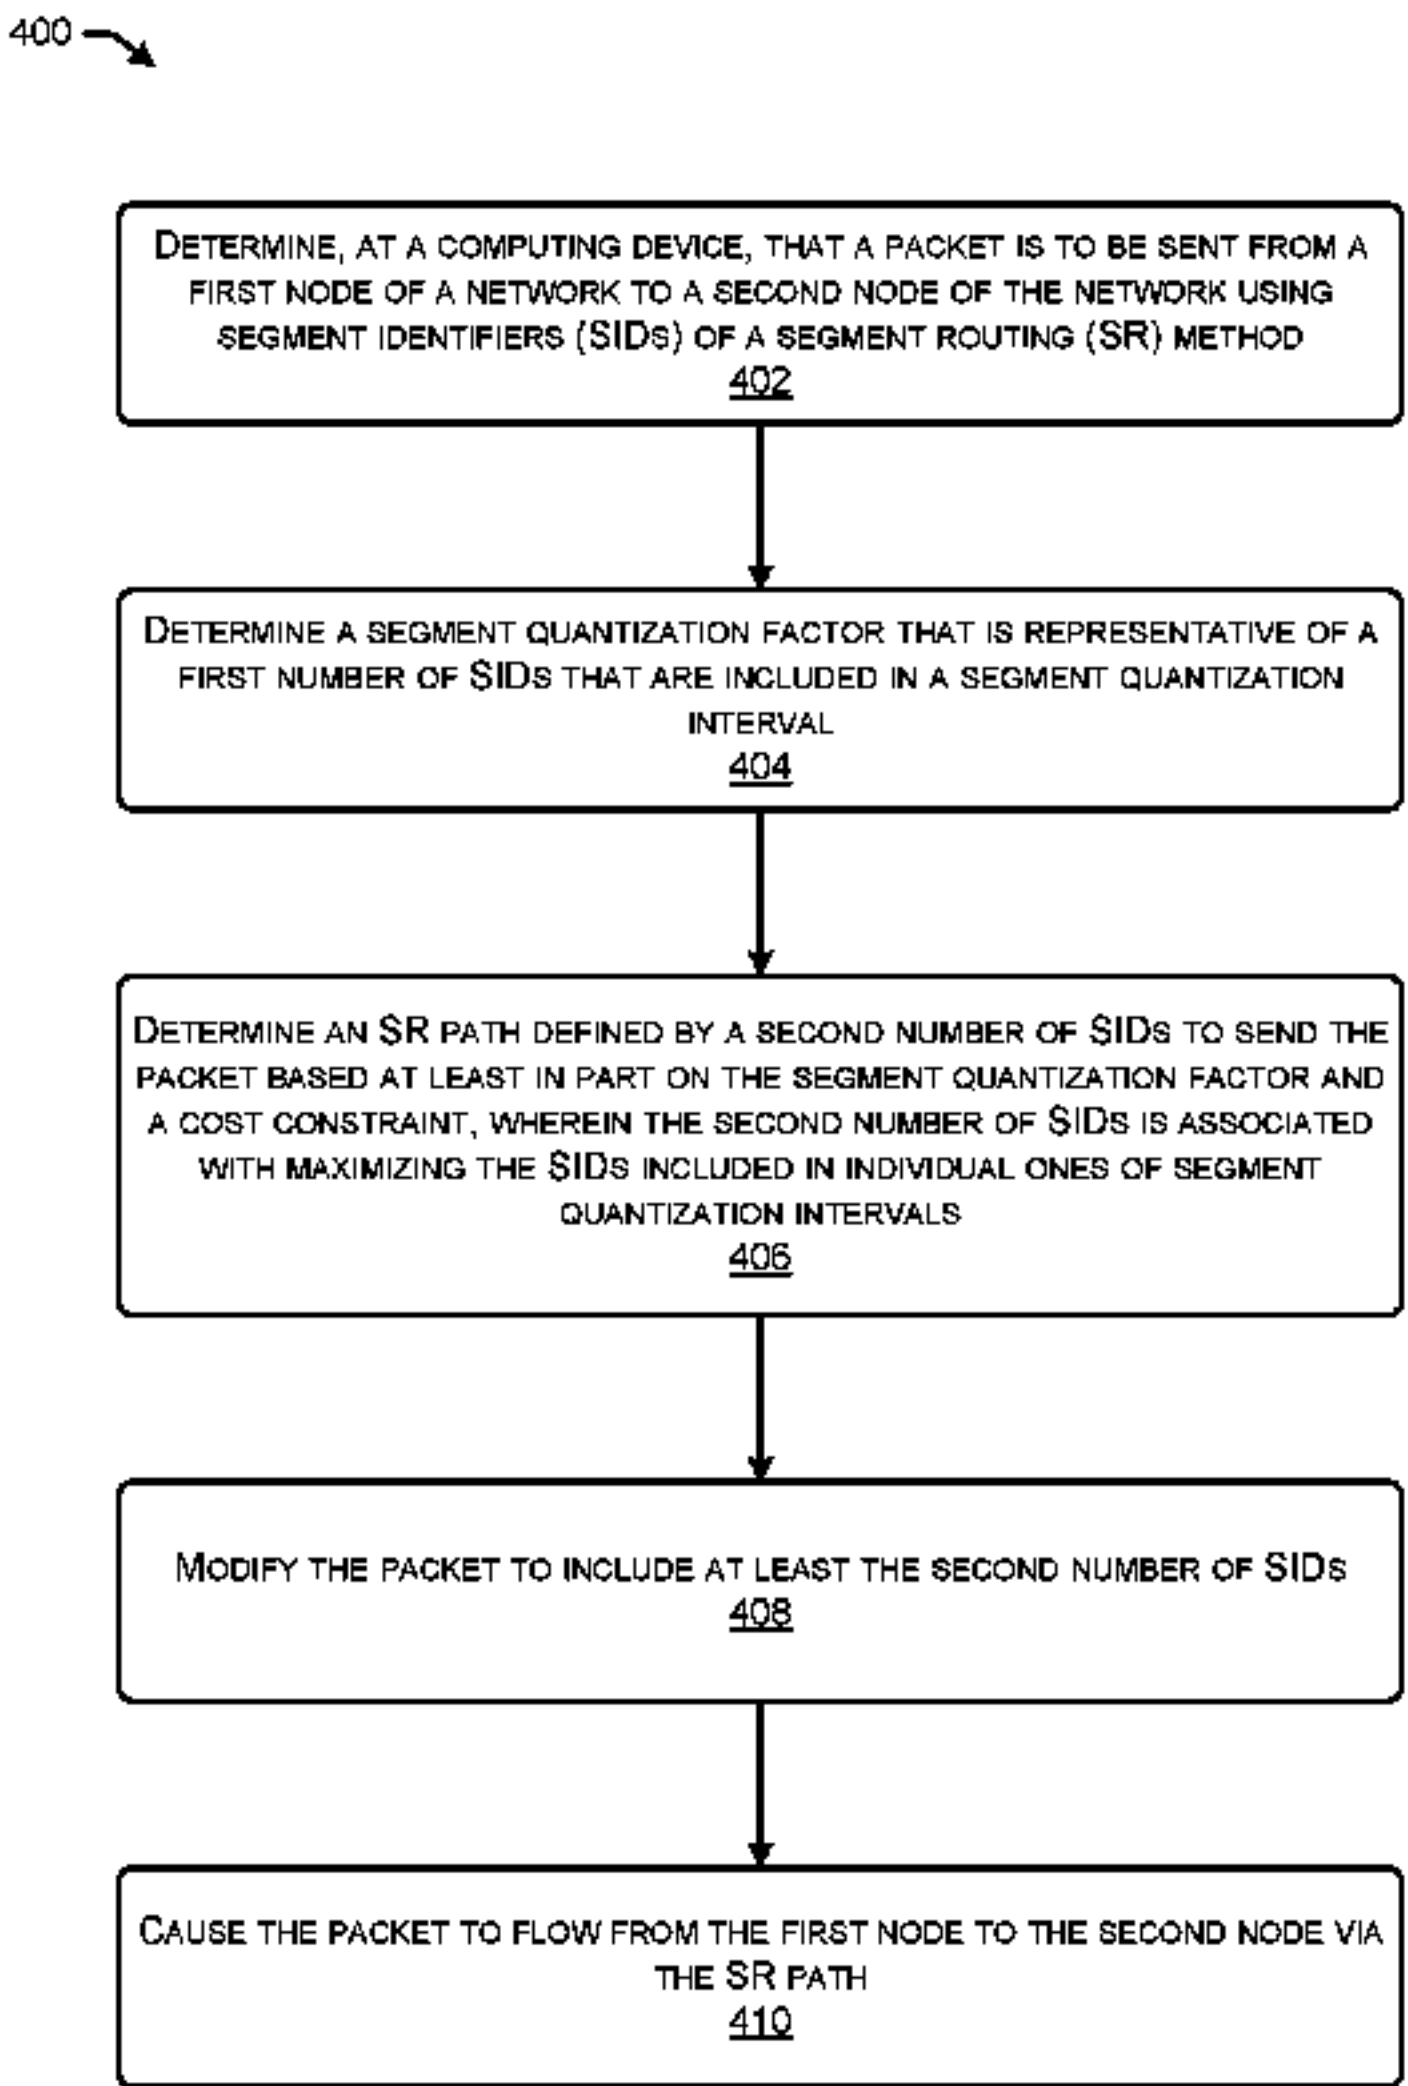 400
DETERMINE, AT A COMPUTING DEVICE, THAT A PACKET IS TO BE SENT FROM A
FIRST NODE OF A NETWORK TO A SECOND NODE OF THE NETWORK USING
SEGMENT IDENTIFIERS (SIDS) OF A SEGMENT ROUTING (SR) METHOD
402
DETERMINE A SEGMENT QUANTIZATION FACTOR THAT IS REPRESENTATIVE OF A
FIRST NUMBER OF SIDS THAT ARE INCLUDED IN A SEGMENT QUANTIZATION
INTERVAL
404
DETERMINE AN SR PATH DEFINED BY A SECOND NUMBER OF SIDS TO SEND THE
PACKET BASED AT LEAST IN PART ON THE SEGMENT QUANTIZATION FACTOR AND
A COST CONSTRAINT, WHEREIN THE SECOND NUMBER OF SIDS IS ASSOCIATED
WITH MAXIMIZING THE SIDS INCLUDED IN INDIVIDUAL ONES OF SEGMENT
QUANTIZATION INTERVALS
406
MODIFY THE PACKET TO INCLUDE AT LEAST THE SECOND NUMBER OF SIDS
408
CAUSE THE PACKET TO FLOW FROM THE FIRST NODE TO THE SECOND NODE VIA
THE SR PATH
410